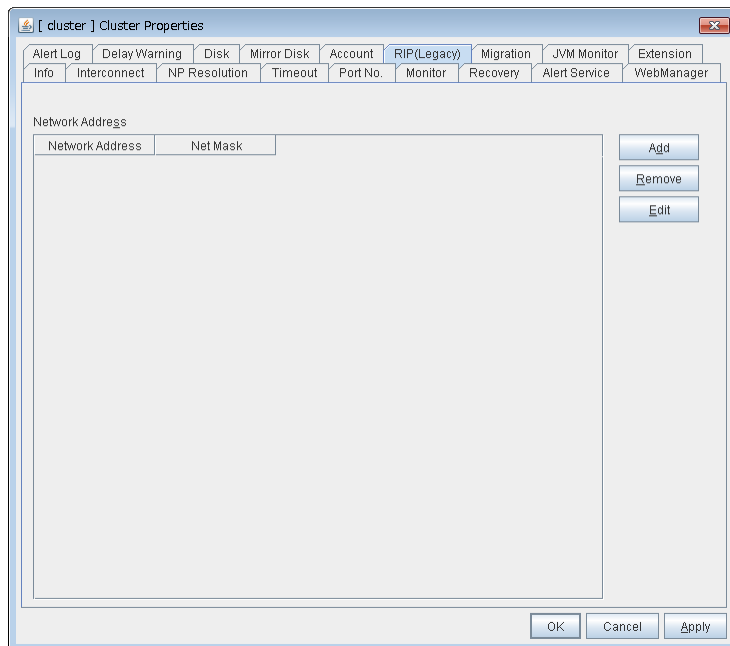 [ cluster ] Cluster Properties
Alert Log Delay Warning Disk Mirror Disk Account RIP(Legacy) Migration JVM Monitor Extension
Info Interconnect NP Resolution Timeout Port No. Monitor Recovery Alert Service WebManager
Network Address
Network Address Net Mask
Add
Remove
Edit
OK Cancel Apply